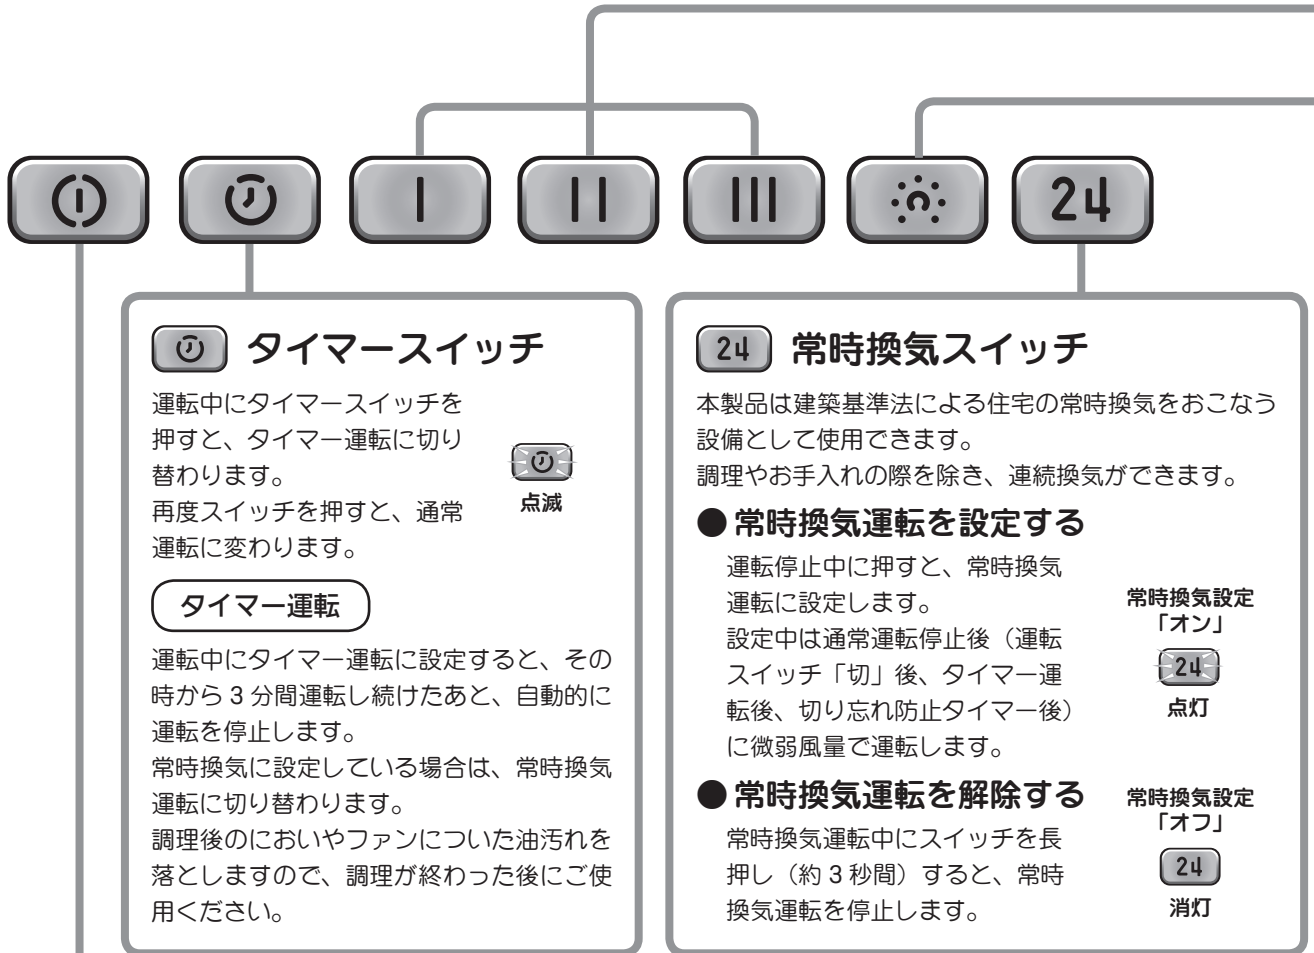 24
タイマースイッチ
運転中にタイマースイッチを
押すと、タイマー運転に切り
替わります。
再度スイッチを押すと、通常
運転に変わります。
点滅
タイマー運転
運転中にタイマー運転に設定すると、その
時から 3 分間運転し続けたあと、自動的に
運転を停止します。
常時換気に設定している場合は、常時換気
運転に切り替わります。
調理後のにおいやファンについた油汚れを
落としますので、調理が終わった後にご使
用ください。
24 常時換気スイッチ
本製品は建築基準法による住宅の常時換気をおこなう
設備として使用できます。
調理やお手入れの際を除き、連続換気ができます。
●常時換気運転を設定する
運転停止中に押すと、常時換気
運転に設定します。
設定中は通常運転停止後（運転
スイッチ「切」後、タイマー運
転後、切り忘れ防止タイマー後）
に微弱風量で運転します。
常時換気設定
「オン」
24
点灯
●常時換気運転を解除する
常時換気運転中にスイッチを長
押し（約 3 秒間）すると、常時
換気運転を停止します。
常時換気設定
「オフ」
24
消灯